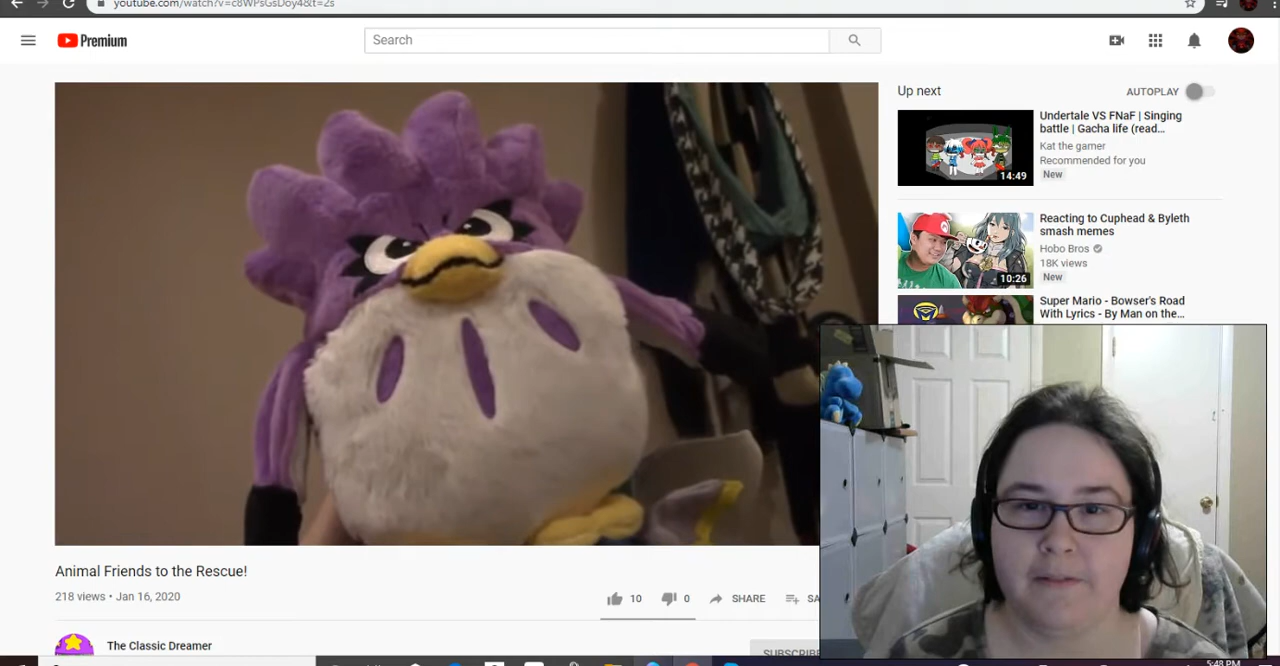 youtube.com/watch?v=c8WPsGsDoy4&t=2s
Premium
Search
Up next
AUTOPLAY
Undertale VS FNaF | Singing
battle | Gacha life (read...
Kat the gamer
Recommended for you
New
14:49
Reacting to Cuphead & Byleth
smash memes
Hobo Bros
18K views
New
10:26
Super Mario - Bowser's Road
With Lyrics - By Man on the...
Animal Friends to the Rescue!
218 views • Jan 16, 2020
10
0
SHARE
SA
The Classic Dreamer
SUBSCRIBE
5:48 PM